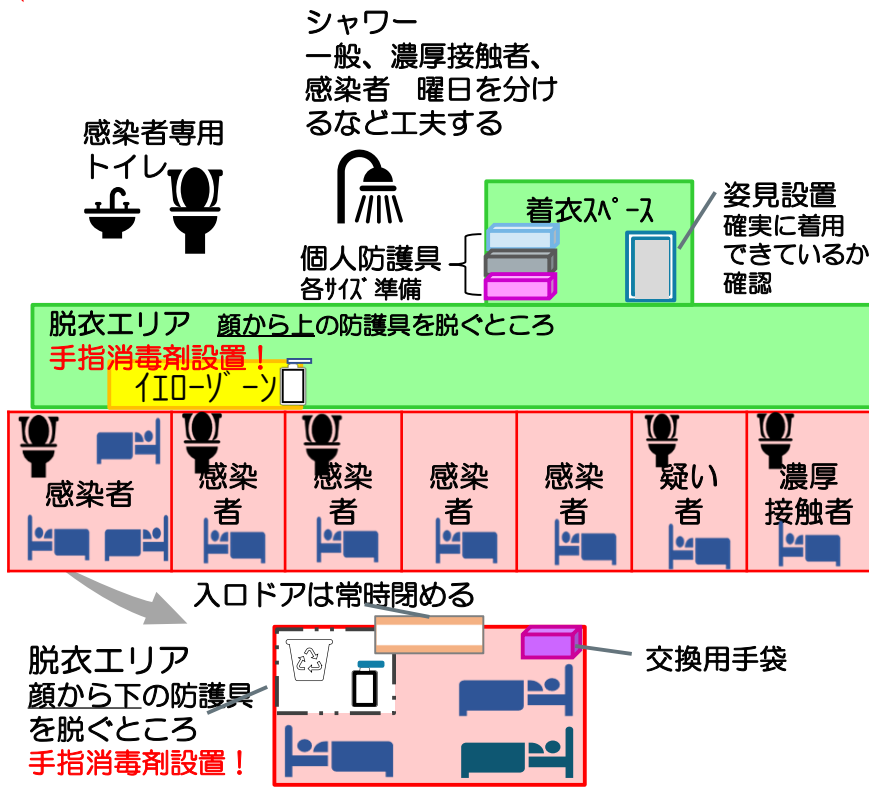 シャワー
一般、濃厚接触者、
感染者　曜日を分け
るなど工夫する
感染者専用
トイレ
着衣ｽﾍﾟｰｽ
姿見設置
確実に着用
できているか
確認
個人防護具
各ｻｲｽﾞ準備
脱衣エリア　顔から上の防護具を脱ぐところ
手指消毒剤設置！
ｲｴﾛｰｿﾞｰﾝ
感染者
感染
者
感染
者
感染
者
感染
者
疑い
者
濃厚
接触者
入口ドアは常時閉める
脱衣エリア
顔から下の防護具
を脱ぐところ
手指消毒剤設置！
交換用手袋